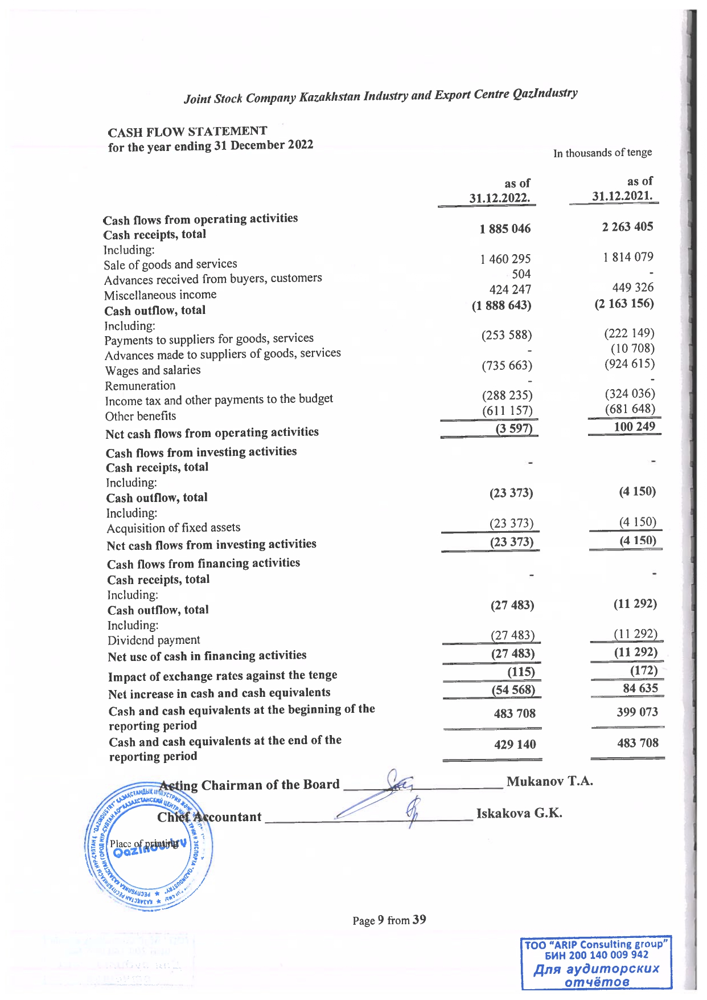 Joint Stock Company Kazakhstan Industry and Export Centre QazIndustry
CASH FLOW STATEMENT
for the year ending 31 December 2022
In thousands of tenge
as of 31.12.2022. as of 31.12.2021.
Cash flows from operating activities
Cash receipts, total 1 885 046 2 263 405
Including:
Sale of goods and services 1 460 295 1 814 079
Advances received from buyers, customers 504 -
Miscellaneous income 424 247 449 326
Cash outflow, total (1 888 643) (2 163 156)
Including:
Payments to suppliers for goods, services (253 588) (222 149)
Advances made to suppliers of goods, services - (10 708)
Wages and salaries (735 663) (924 615)
Remuneration - -
Income tax and other payments to the budget (288 235) (324 036)
Other benefits (611 157) (681 648)
Net cash flows from operating activities (3 597) 100 249
Cash flows from investing activities
Cash receipts, total - -
Including:
Cash outflow, total (23 373) (4 150)
Including:
Acquisition of fixed assets (23 373) (4 150)
Net cash flows from investing activities (23 373) (4 150)
Cash flows from financing activities
Cash receipts, total - -
Including:
Cash outflow, total (27 483) (11 292)
Including:
Dividend payment (27 483) (11 292)
Net use of cash in financing activities (27 483) (11 292)
Impact of exchange rates against the tenge (115) (172)
Net increase in cash and cash equivalents (54 568) 84 635
Cash and cash equivalents at the beginning of the
reporting period 483 708 399 073
Cash and cash equivalents at the end of the
reporting period 429 140 483 708
Acting Chairman of the Board Mukanov T.A.
Chief Accountant Iskakova G.K.
Place of printing
QazIndustry
Page 9 from 39
ТОО "ARIP Consulting group"
БИН 200 140 009 942
Для аудиторских
отчётов